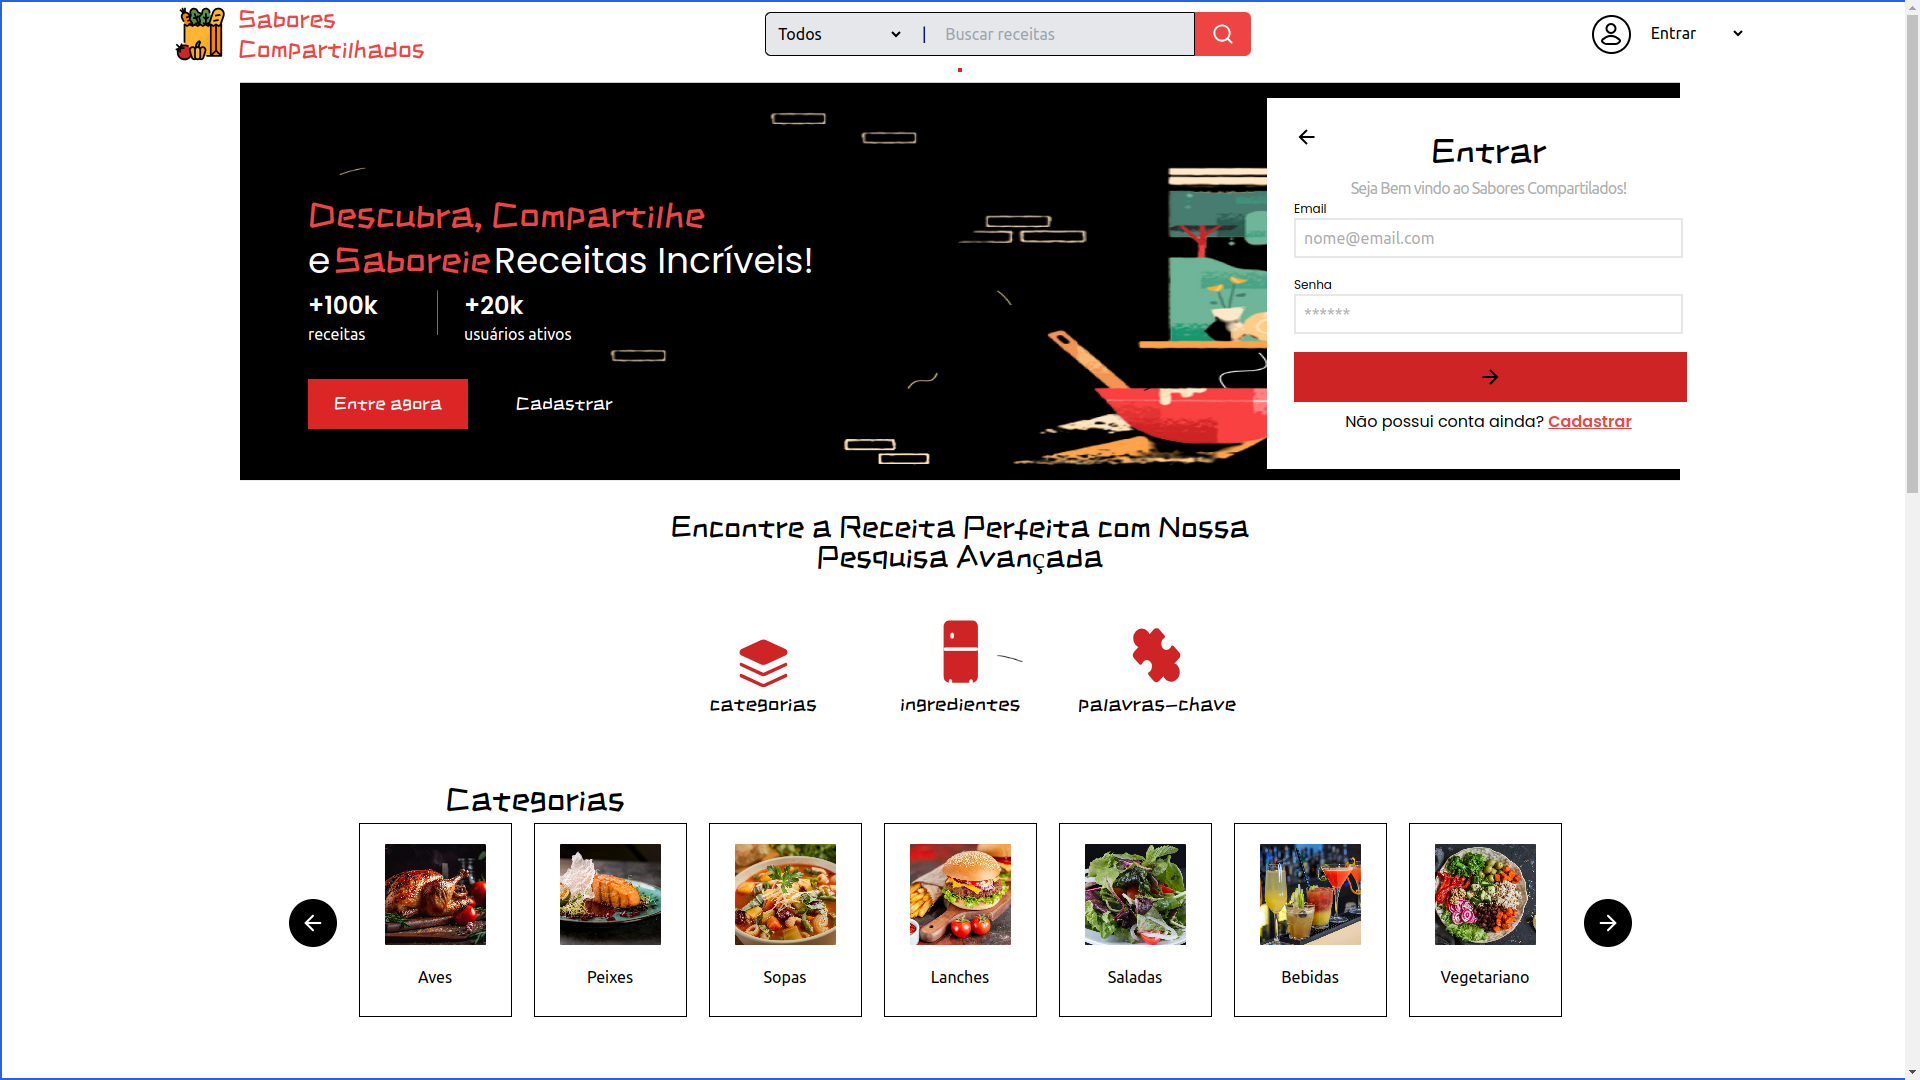 Sabores
Compartilhados
Todos
|
Buscar receitas
Entrar
Descubra, Compartilhe
e Saboreie Receitas Incríveis!
+100k
receitas
+20k
usuários ativos
Entre agora
Cadastrar
Entrar
Seja Bem vindo ao Sabores Compartilados!
Email
nome@email.com
Senha
******
Não possui conta ainda? Cadastrar
Encontre a Receita Perfeita com Nossa
Pesquisa Avançada
categorias
ingredientes
palavras-chave
Categorias
Aves
Peixes
Sopas
Lanches
Saladas
Bebidas
Vegetariano